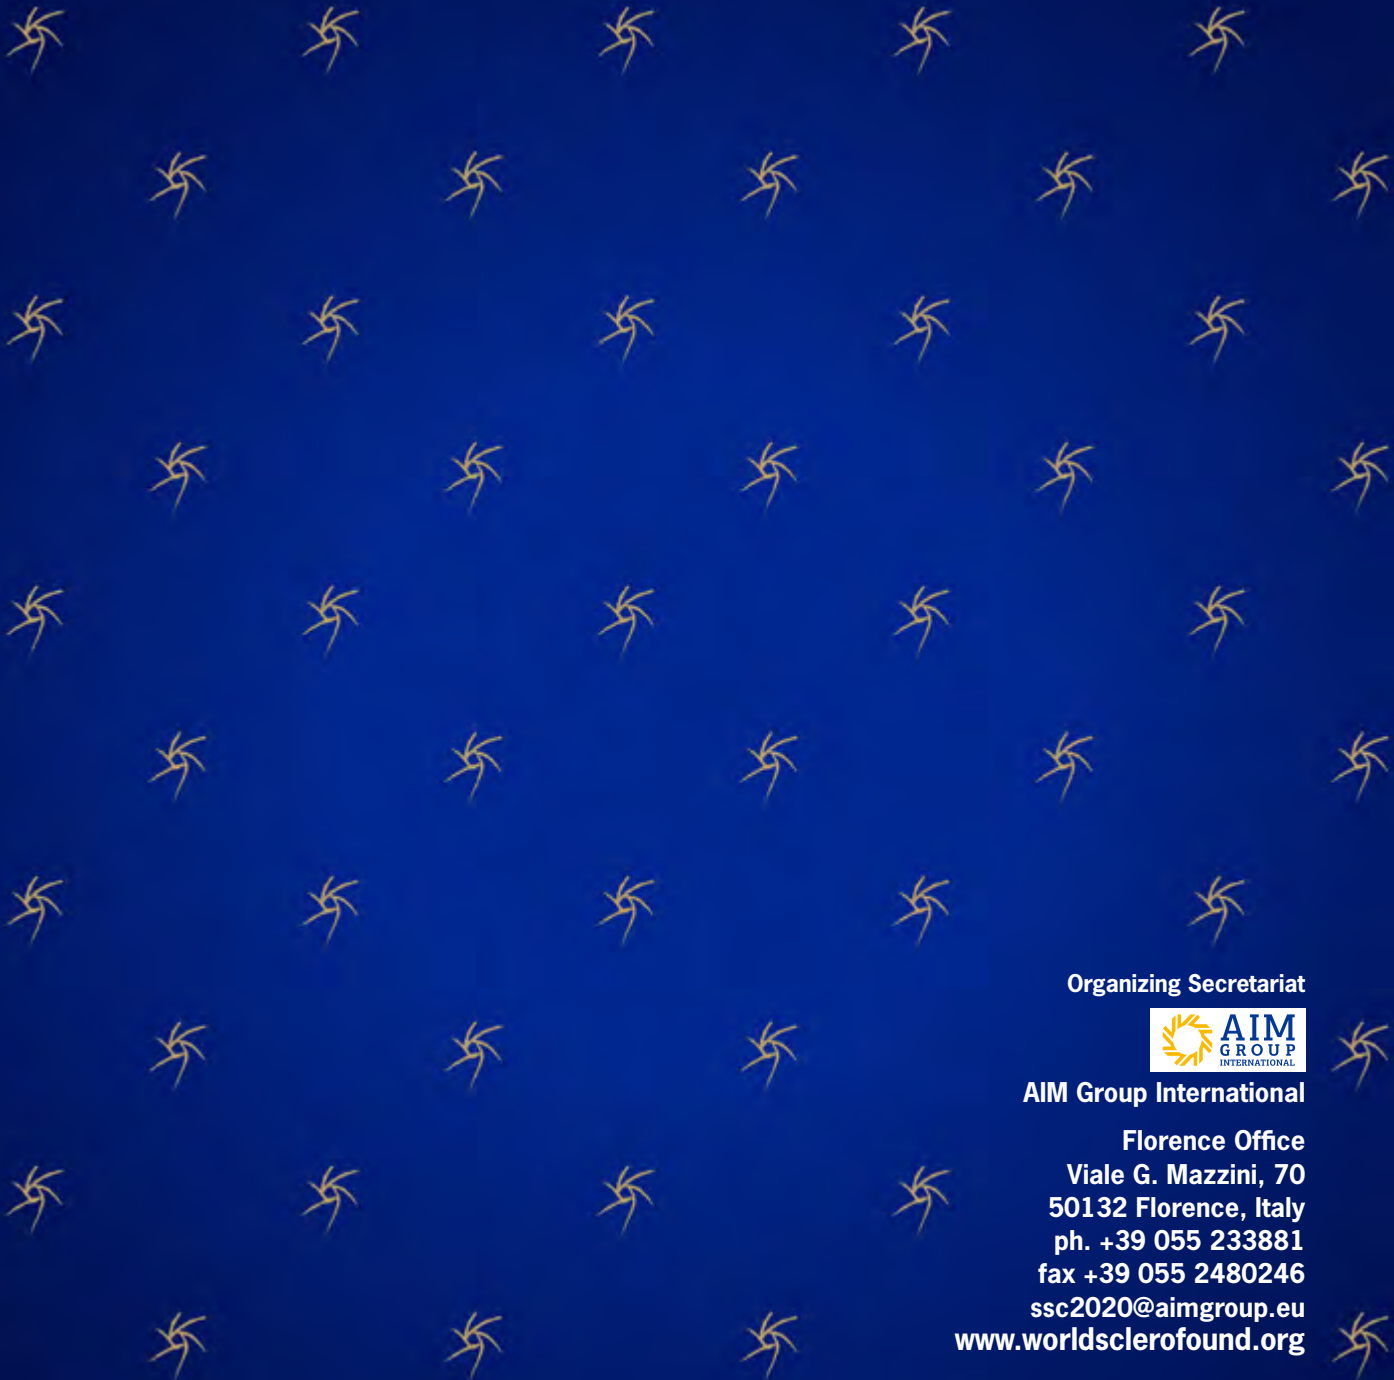 Organizing Secretariat
AIM
GROUP
INTERNATIONAL
AIM Group International
Florence Office
Viale G. Mazzini, 70
50132 Florence, Italy
ph. +39 055 233881
fax +39 055 2480246
ssc2020@aimgroup.eu
www.worldsclerofound.org